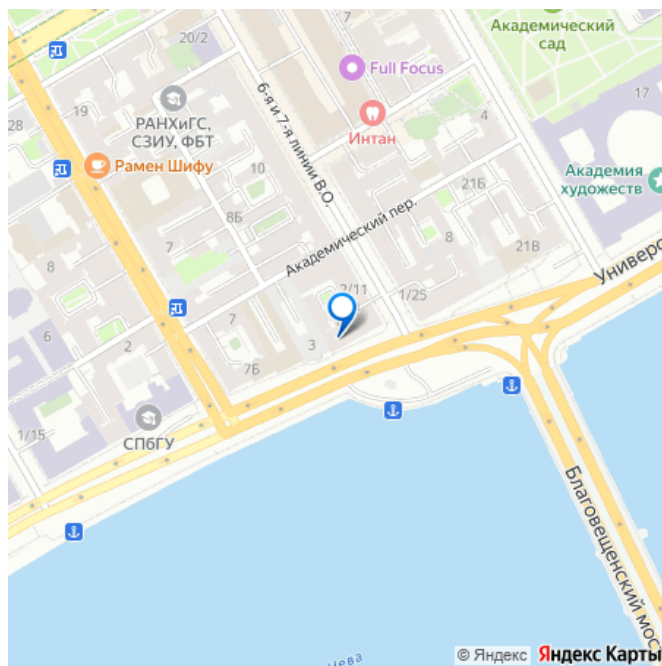 Академический
сад
7
20/2
Full Focus
6-я и 7-я линии В.О.
РАНХиГС,
СЗИУ, ФБТ
19
28
Интан
4
17
Рамен Шифу
10
Академия
художеств
21Б
8Б
Академический пер.
8
21В
7
8
Универс
2/11
1/25
7
6
2
3
7Б
1/15
СПбГУ
Благовещенский мос
Нева
© Яндекс Яндекс Карты